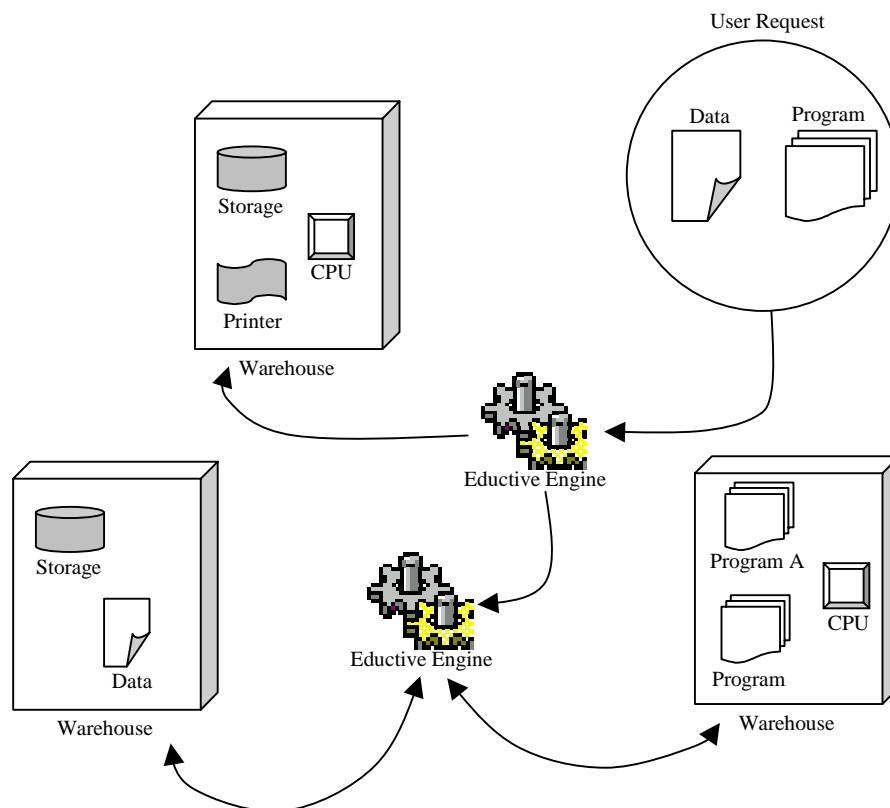 User Request
Data
Program
Storage
CPU
Printer
Warehouse
Eductive Engine
Storage
Data
Warehouse
Eductive Engine
Program A
CPU
Program
Warehouse